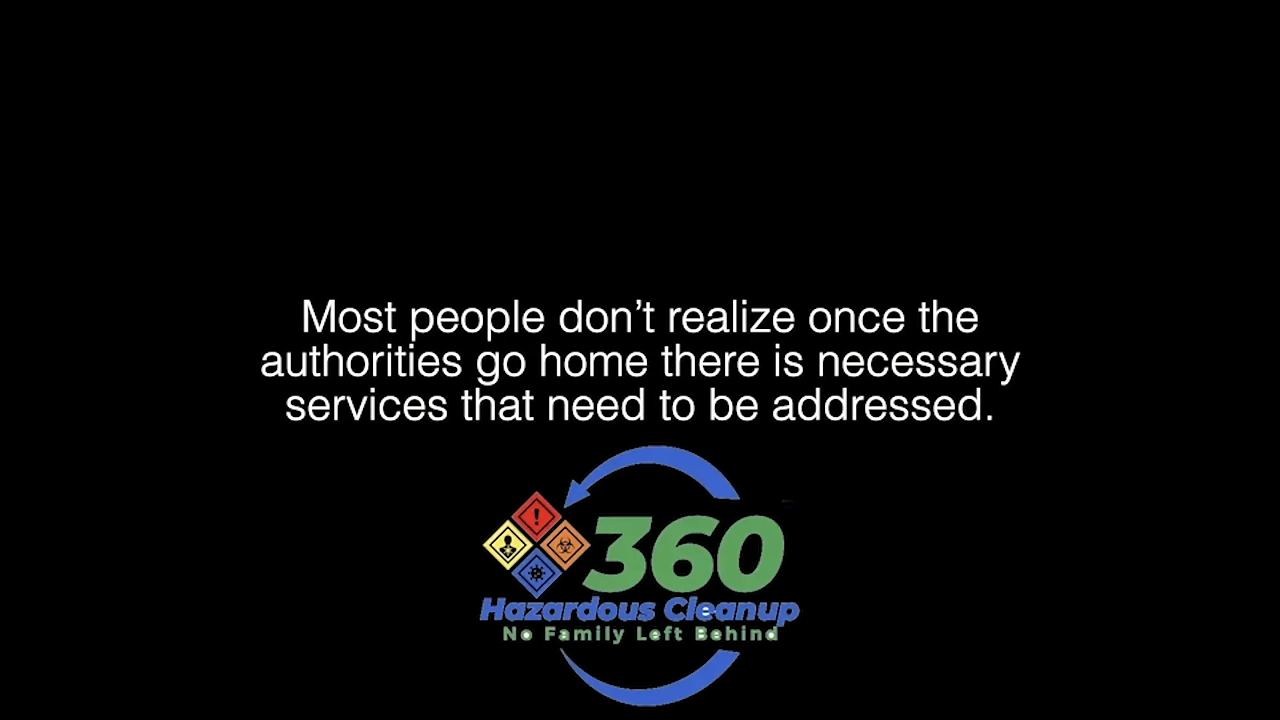 Most people don’t realize once the
authorities go home there is necessary
services that need to be addressed.
!
360
Hazardous Cleanup
No Family Left Behind